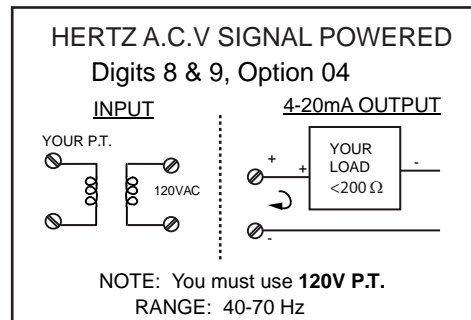 HERTZ A.C.V SIGNAL POWERED
Digits 8 & 9, Option 04
INPUT
4-20mA OUTPUT
YOUR P.T.
120VAC
+
+
YOUR
LOAD
<200 Ω
-
-
NOTE: You must use 120V P.T.
RANGE: 40-70 Hz